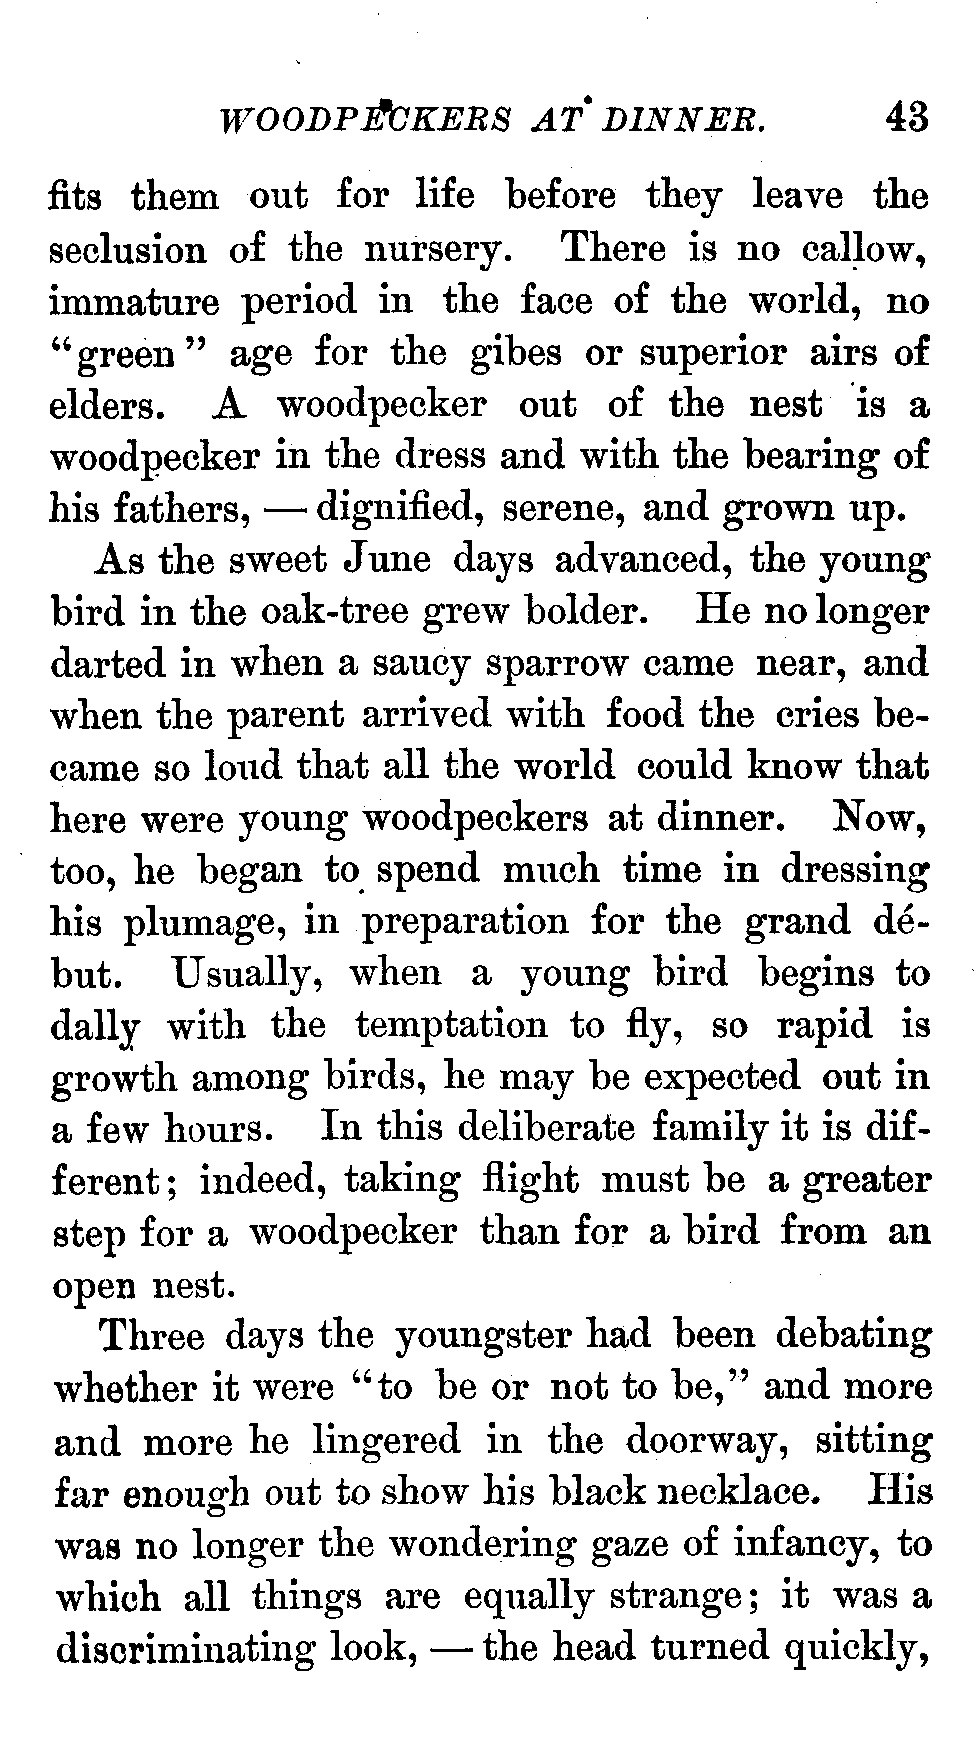 WOODPECKERS AT DINNER. 43
fits them out for life before they leave the
seclusion of the nursery. There is no callow,
immature period in the face of the world, no
"green" age for the gibes or superior airs of
elders. A woodpecker out of the nest is a
woodpecker in the dress and with the bearing of
his fathers, — dignified, serene, and grown up.
As the sweet June days advanced, the young
bird in the oak-tree grew bolder. He no longer
darted in when a saucy sparrow came near, and
when the parent arrived with food the cries be-
came so loud that all the world could know that
here were young woodpeckers at dinner. Now,
too, he began to spend much time in dressing
his plumage, in preparation for the grand dé-
but. Usually, when a young bird begins to
dally with the temptation to fly, so rapid is
growth among birds, he may be expected out in
a few hours. In this deliberate family it is dif-
ferent; indeed, taking flight must be a greater
step for a woodpecker than for a bird from an
open nest.
Three days the youngster had been debating
whether it were "to be or not to be," and more
and more he lingered in the doorway, sitting
far enough out to show his black necklace. His
was no longer the wondering gaze of infancy, to
which all things are equally strange; it was a
discriminating look, — the head turned quickly,